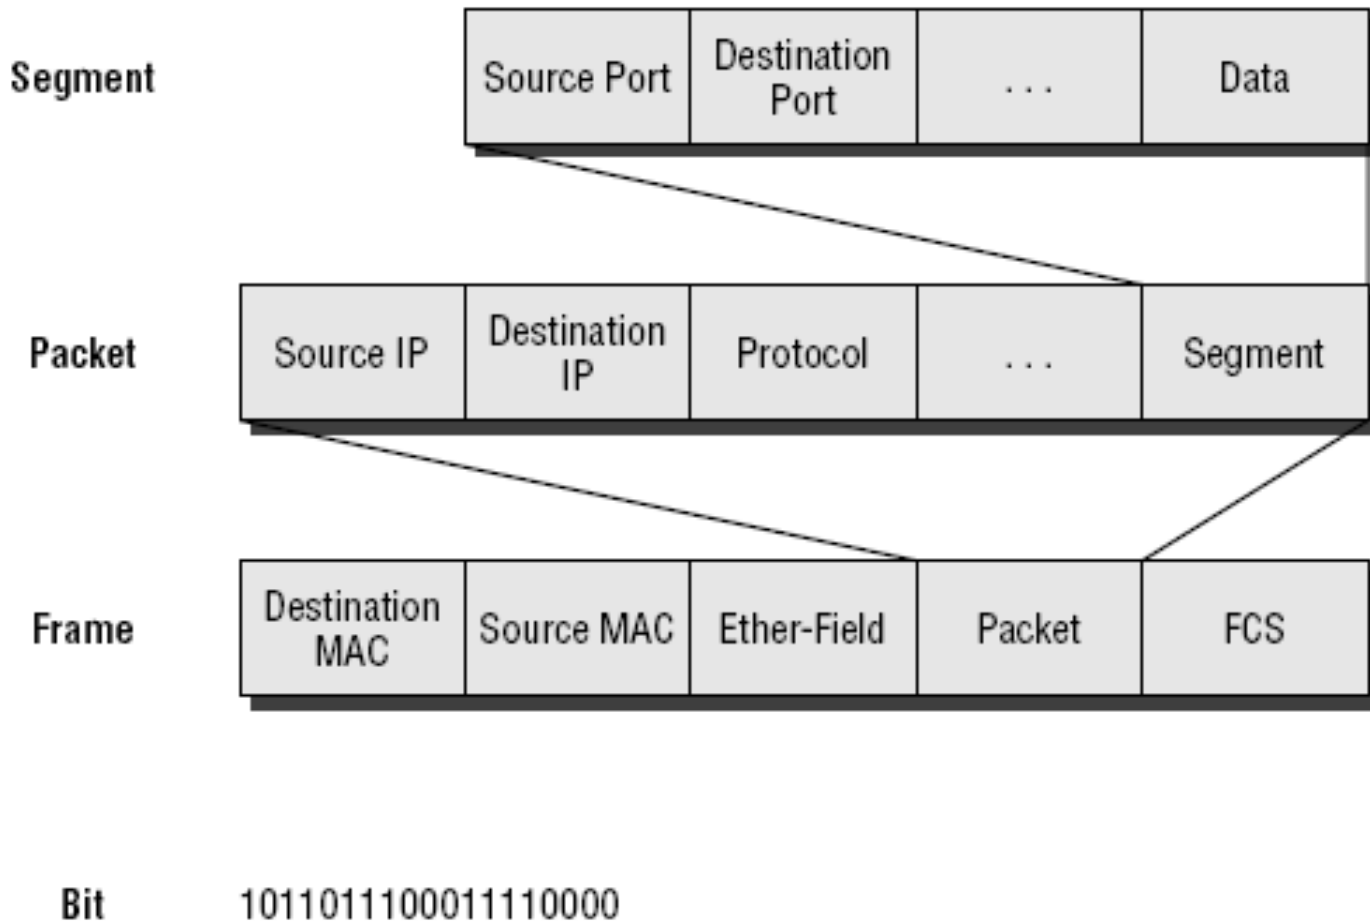 Segment
Source Port
Destination
Port
. . .
Data
Packet
Source IP
Destination
IP
Protocol
. . .
Segment
Frame
Destination
MAC
Source MAC
Ether-Field
Packet
FCS
Bit
1011011100011110000